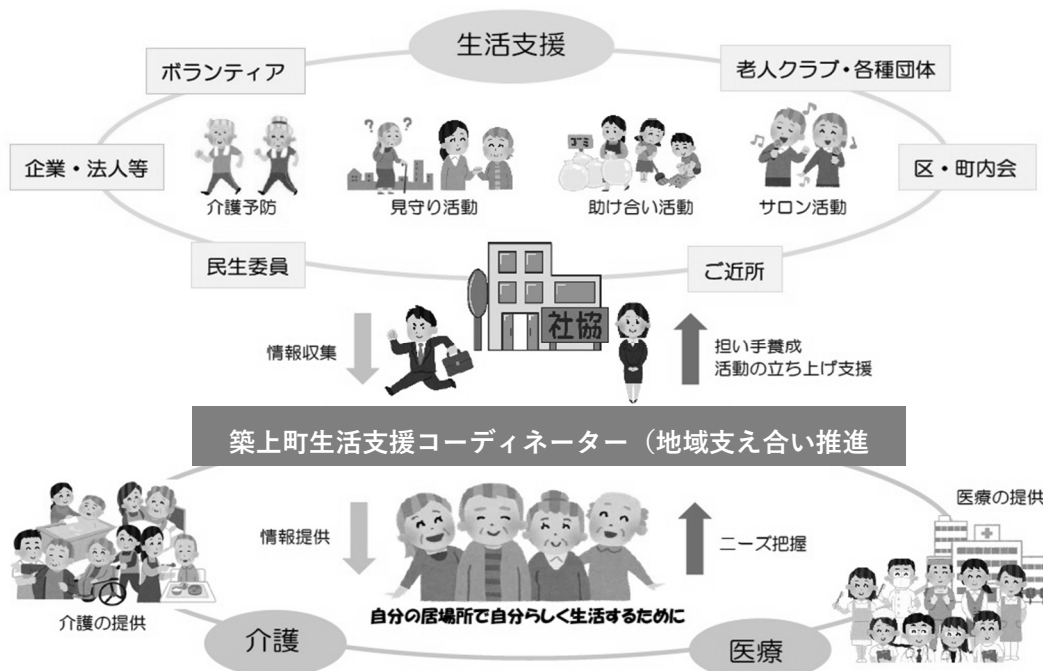 生活支援
ボランティア
老人クラブ・各種団体
企業・法人等
区・町内会
?
?
ゴミ
介護予防
見守り活動
助け合い活動
サロン活動
民生委員
ご近所
社協
情報収集
担い手養成
活動の立ち上げ支援
築上町生活支援コーディネーター（地域支え合い推進
医療の提供
情報提供
ニーズ把握
自分の居場所で自分らしく生活するために
介護の提供
介護
医療